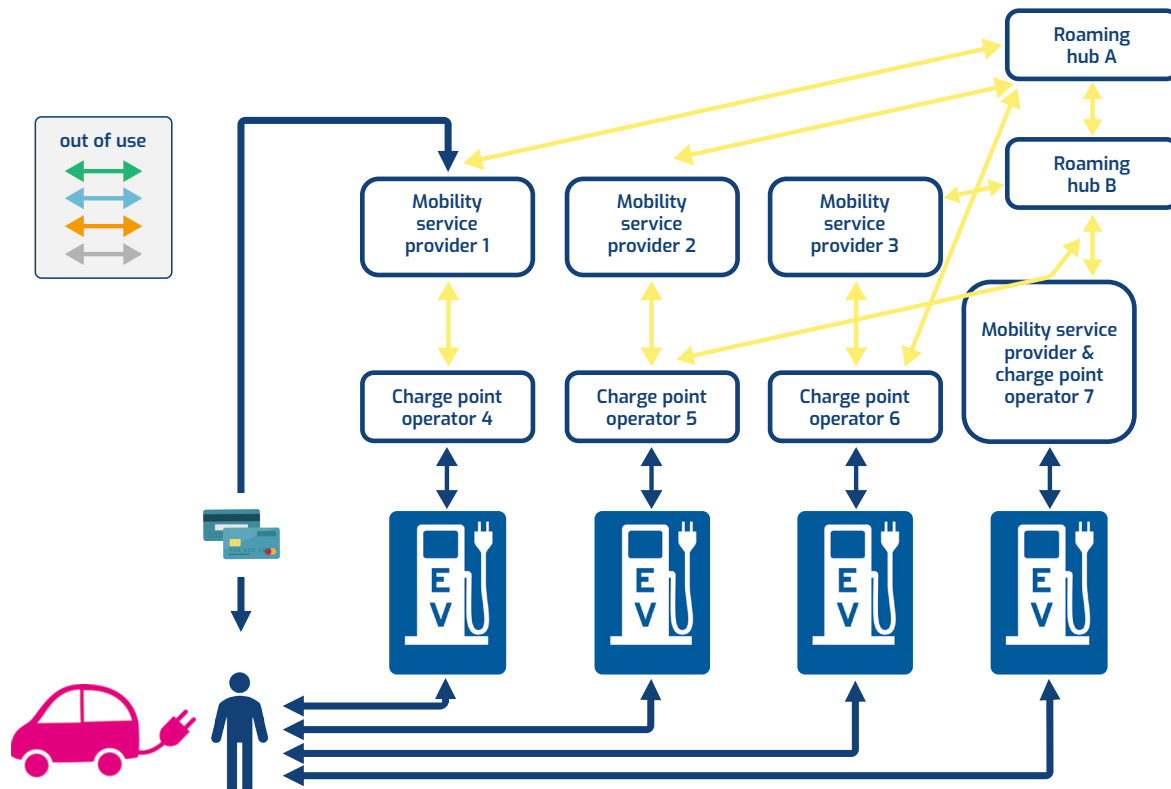 Roaming
hub A
out of use
Roaming
hub B
Mobility
service
provider 1
Mobility
service
provider 2
Mobility
service
provider 3
Mobility service
provider &
charge point
operator 7
Charge point
operator 4
Charge point
operator 5
Charge point
operator 6
E
V
E
V
E
V
E
V